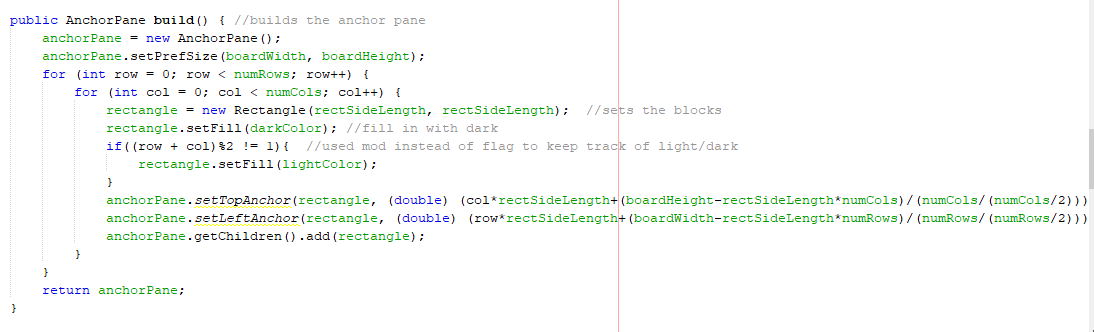 public AnchorPane build() { //builds the anchor pane
    anchorPane = new AnchorPane();
    anchorPane.setPrefSize(boardWidth, boardHeight);
    for (int row = 0; row < numRows; row++) {
        for (int col = 0; col < numCols; col++) {
            rectangle = new Rectangle(rectSideLength, rectSideLength);  //sets the blocks
            rectangle.setFill(darkColor); //fill in with dark
            if((row + col)%2 != 1){  //used mod instead of flag to keep track of light/dark
                rectangle.setFill(lightColor);
            }
            anchorPane.setTopAnchor(rectangle, (double) (col*rectSideLength+(boardHeight-rectSideLength*numCols)/(numCols/(numCols/2)))
            anchorPane.setLeftAnchor(rectangle, (double) (row*rectSideLength+(boardWidth-rectSideLength*numRows)/(numRows/(numRows/2)))
            anchorPane.getChildren().add(rectangle);
        }
    }
    return anchorPane;
}